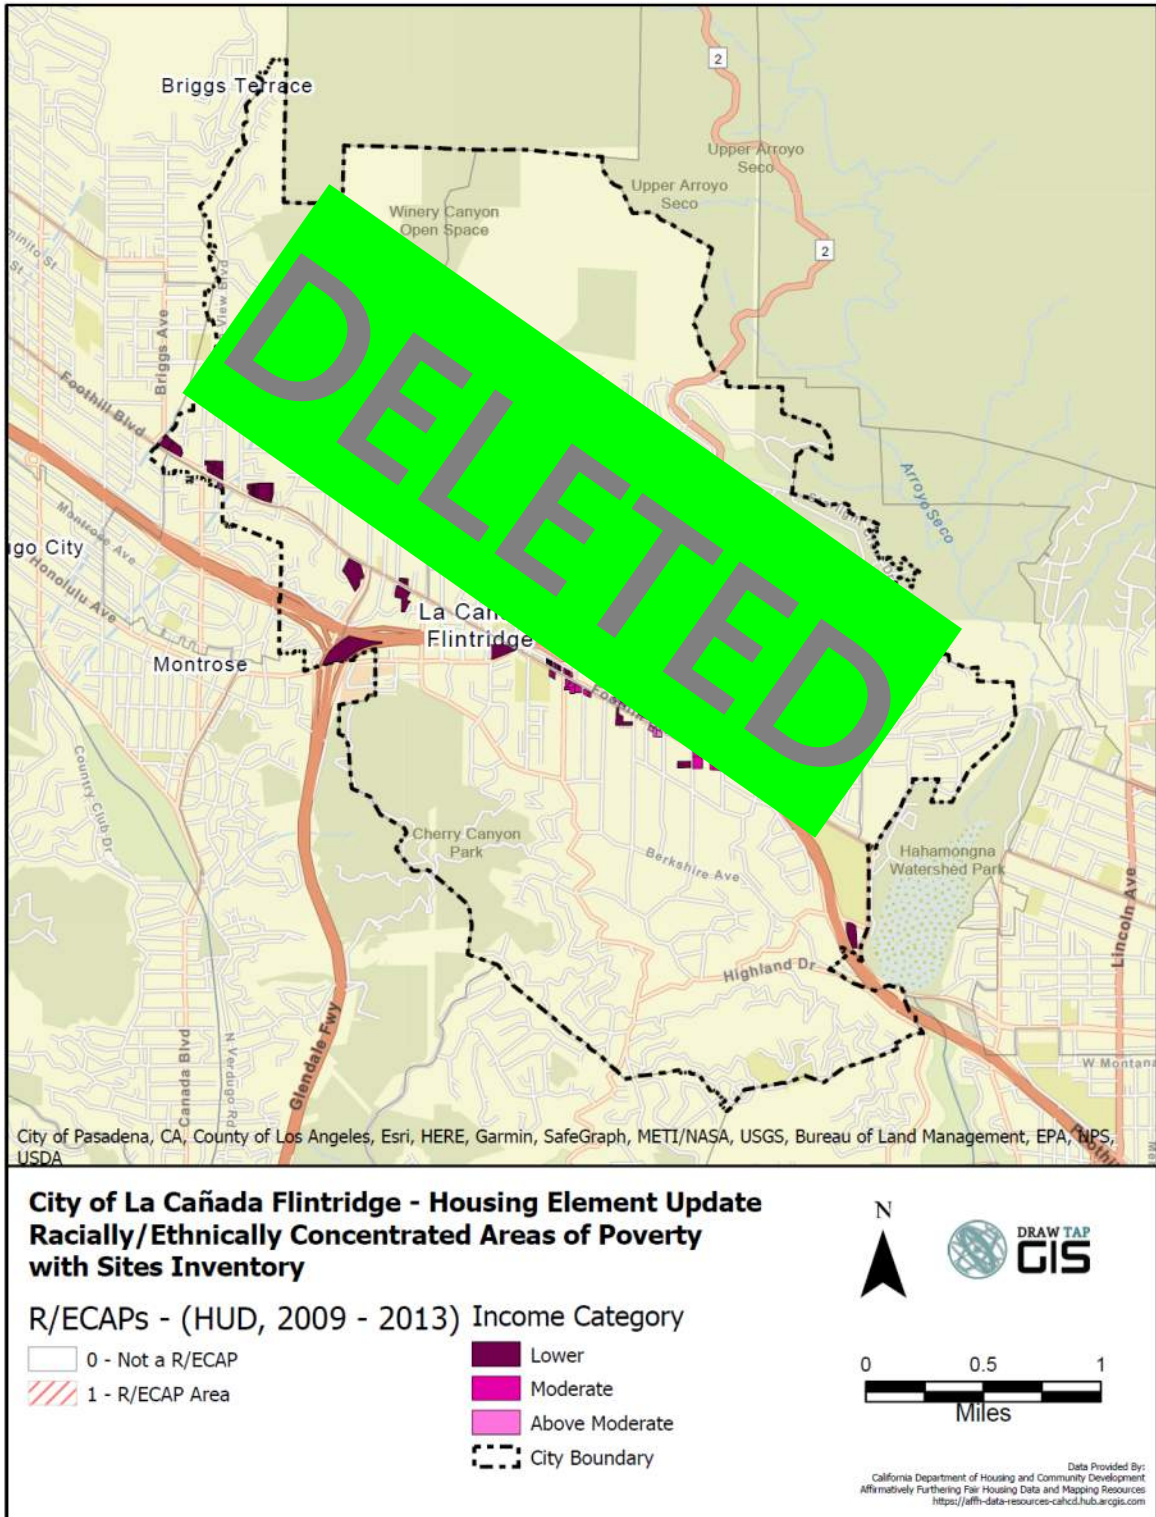 Briggs Terrace
2
Upper Arroyo
Seco
Upper Arroyo
Seco
Winery Canyon
Open Space
2
St
View Blvd
Briggs Ave
Foothill Blvd
DELETED
Arroyo Seco
Montrose Ave
Honolulu Ave
ugo City
La Can
Flintridge
Montrose
Country Club Dr
Cherry Canyon
Park
Berkshire Ave
Hahamongna
Watershed Park
Lincoln Ave
Highland Dr
Glendale Fwy
Canada Blvd
N Verdugo Rd
W Montana
City of Pasadena, CA, County of Los Angeles, Esri, HERE, Garmin, SafeGraph, METI/NASA, USGS, Bureau of Land Management, EPA, NPS,
USDA
City of La Cañada Flintridge - Housing Element Update
Racially/Ethnically Concentrated Areas of Poverty
with Sites Inventory
R/ECAPs - (HUD, 2009 - 2013)
0 - Not a R/ECAP
1 - R/ECAP Area
Income Category
Lower
Moderate
Above Moderate
City Boundary
N
DRAW TAP
GIS
0 0.5 1
Miles
Data Provided By:
California Department of Housing and Community Development
Affirmatively Furthering Fair Housing Data and Mapping Resources
https://affh-data-resources-cahcd.hub.arcgis.com